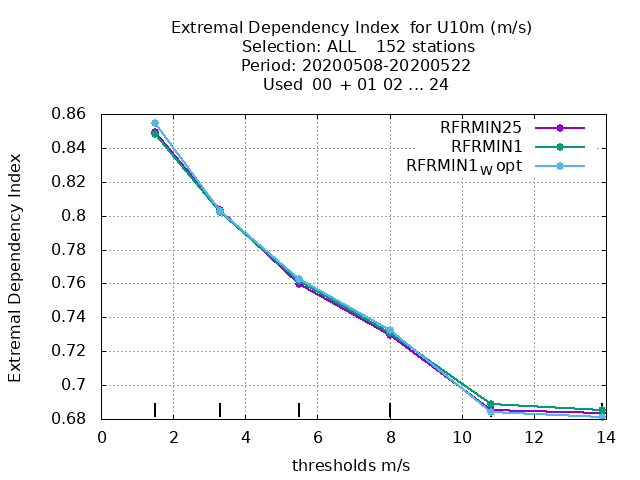 Extremal Dependency Index  for U10m (m/s)
Selection: ALL    152 stations
Period: 20200508-20200522
Used  00 + 01 02 ... 24
Extremal Dependency Index
0.86
0.84
0.82
0.8
0.78
0.76
0.74
0.72
0.7
0.68
RFRMIN25
RFRMIN1
RFRMIN1W opt
0 2 4 6 8 10 12 14
thresholds m/s